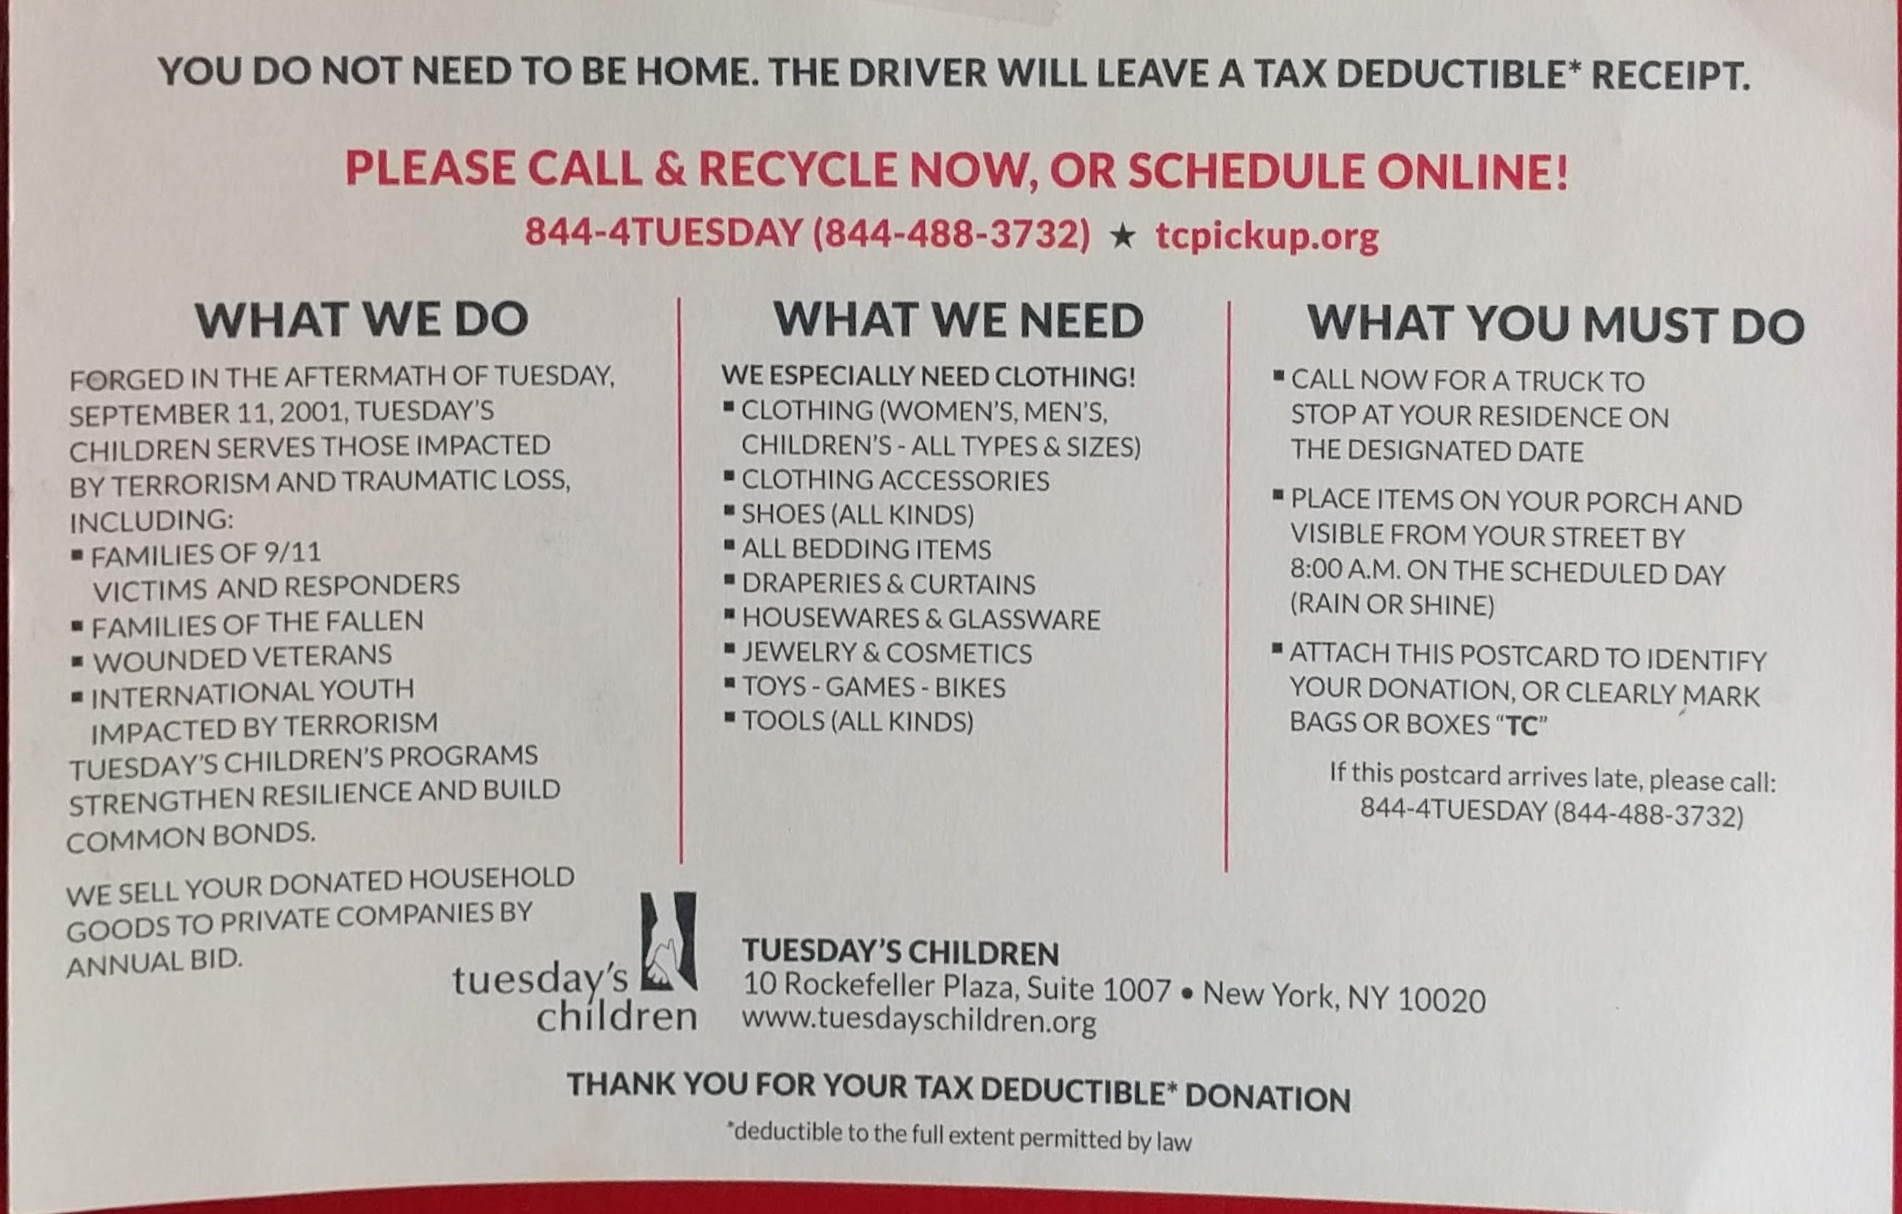 YOU DO NOT NEED TO BE HOME. THE DRIVER WILL LEAVE A TAX DEDUCTIBLE* RECEIPT.
PLEASE CALL & RECYCLE NOW, OR SCHEDULE ONLINE!
844-4TUESDAY (844-488-3732) ★ tcpickup.org
WHAT WE DO
FORGED IN THE AFTERMATH OF TUESDAY,
SEPTEMBER 11, 2001, TUESDAY'S
CHILDREN SERVES THOSE IMPACTED
BY TERRORISM AND TRAUMATIC LOSS,
INCLUDING:
▪ FAMILIES OF 9/11
VICTIMS AND RESPONDERS
▪ FAMILIES OF THE FALLEN
▪ WOUNDED VETERANS
▪ INTERNATIONAL YOUTH
IMPACTED BY TERRORISM
TUESDAY'S CHILDREN'S PROGRAMS
STRENGTHEN RESILIENCE AND BUILD
COMMON BONDS.
WE SELL YOUR DONATED HOUSEHOLD
GOODS TO PRIVATE COMPANIES BY
ANNUAL BID.
WHAT WE NEED
WE ESPECIALLY NEED CLOTHING!
▪ CLOTHING (WOMEN'S, MEN'S,
CHILDREN'S - ALL TYPES & SIZES)
▪ CLOTHING ACCESSORIES
▪ SHOES (ALL KINDS)
▪ ALL BEDDING ITEMS
▪ DRAPERIES & CURTAINS
▪ HOUSEWARES & GLASSWARE
▪ JEWELRY & COSMETICS
▪ TOYS - GAMES - BIKES
▪ TOOLS (ALL KINDS)
WHAT YOU MUST DO
▪ CALL NOW FOR A TRUCK TO
STOP AT YOUR RESIDENCE ON
THE DESIGNATED DATE
▪ PLACE ITEMS ON YOUR PORCH AND
VISIBLE FROM YOUR STREET BY
8:00 A.M. ON THE SCHEDULED DAY
(RAIN OR SHINE)
▪ ATTACH THIS POSTCARD TO IDENTIFY
YOUR DONATION, OR CLEARLY MARK
BAGS OR BOXES "TC"
If this postcard arrives late, please call:
844-4TUESDAY (844-488-3732)
tuesday's
children
TUESDAY'S CHILDREN
10 Rockefeller Plaza, Suite 1007 • New York, NY 10020
www.tuesdayschildren.org
THANK YOU FOR YOUR TAX DEDUCTIBLE* DONATION
*deductible to the full extent permitted by law